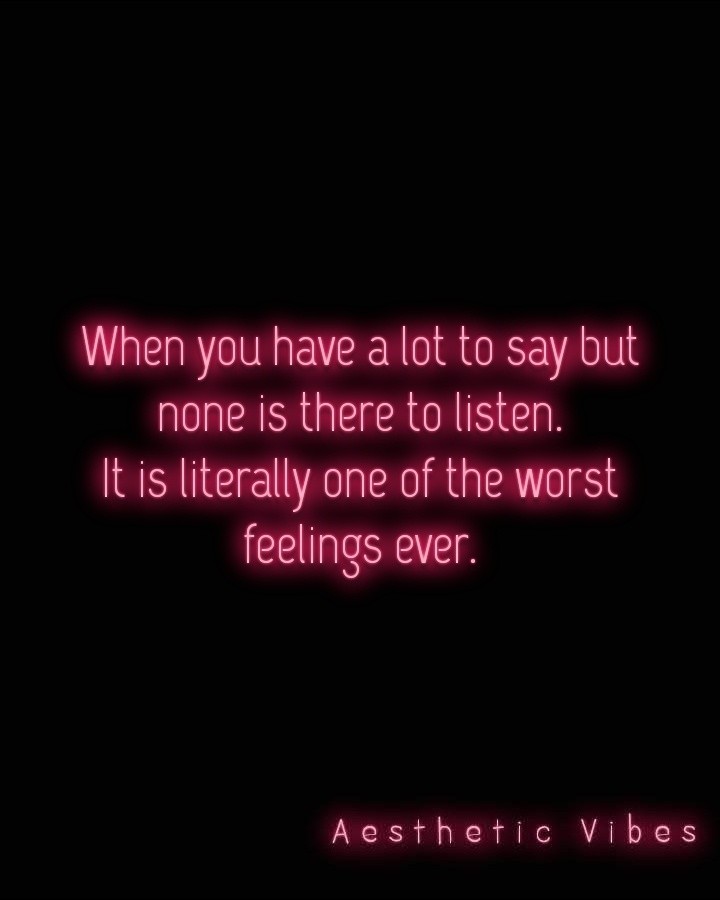 When you have a lot to say but
none is there to listen.
It is literally one of the worst
feelings ever.
Aesthetic Vibes